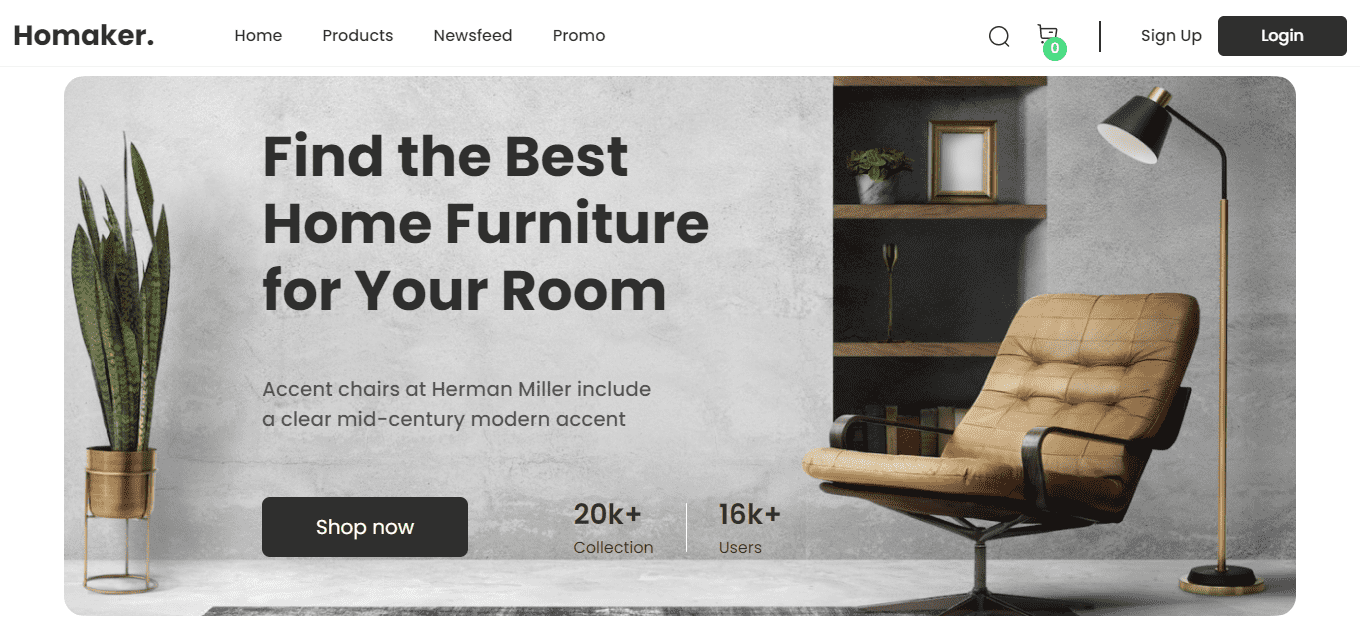 Homaker.
Home
Products
Newsfeed
Promo
0
Sign Up
Login
Find the Best
Home Furniture
for Your Room
Accent chairs at Herman Miller include
a clear mid-century modern accent
Shop now
20k+
Collection
16k+
Users